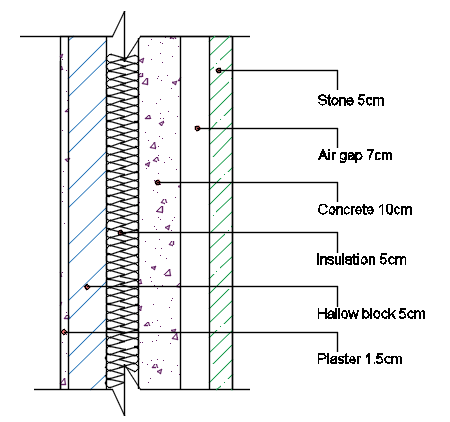 Stone 5cm
Air gap 7cm
Concrete 10cm
Insulation 5cm
Hallow block 5cm
Plaster 1.5cm